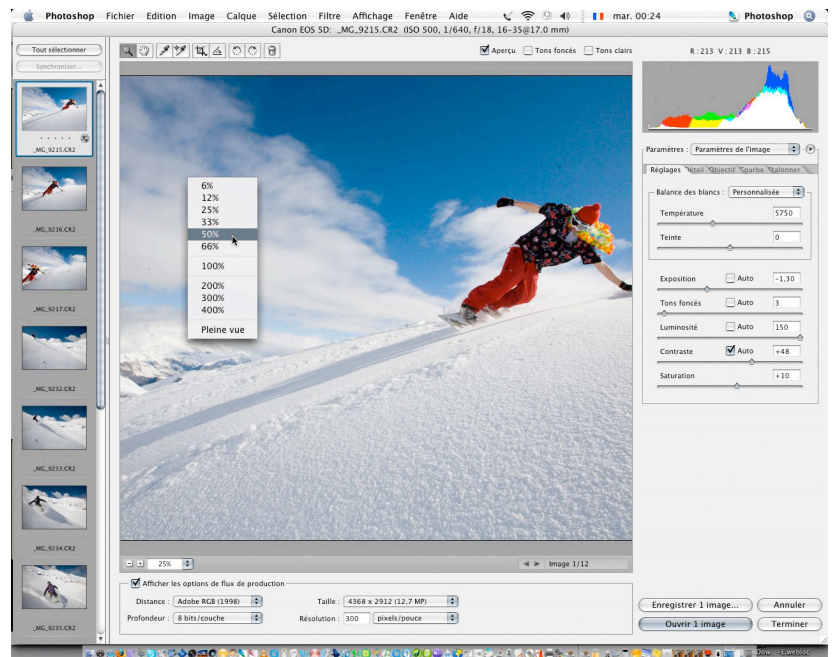 Photoshop Fichier Edition Image Calque Sélection Filtre Affichage Fenêtre Aide mar. 00:24 Photoshop
Canon EOS 5D: _MG_9215.CR2 (ISO 500, 1/640, f/18, 16-35@17.0 mm)
Tout sélectionner
Synchroniser...
Aperçu Tons foncés Tons clairs
R : 213 V : 213 B : 215
_MG_9215.CR2
_MG_9216.CR2
_MG_9217.CR2
_MG_9232.CR2
_MG_9233.CR2
_MG_9234.CR2
_MG_9235.CR2
6%
12%
25%
33%
50%
66%
100%
200%
300%
400%
Pleine vue
Paramètres : Paramètres de l'image
Réglages Détail Objectif Courbe Etalonner
Balance des blancs : Personnalisée
Température 5750
Teinte 0
Exposition Auto -1,30
Tons foncés Auto 3
Luminosité Auto 150
Contraste Auto +48
Saturation +10
25%
Image 1/12
Afficher les options de flux de production
Distance : Adobe RGB (1998) Taille : 4368 x 2912 (12,7 MP)
Profondeur : 8 bits/couche Résolution : 300 pixels/pouce
Enregistrer 1 image... Annuler
Ouvrir 1 image Terminer